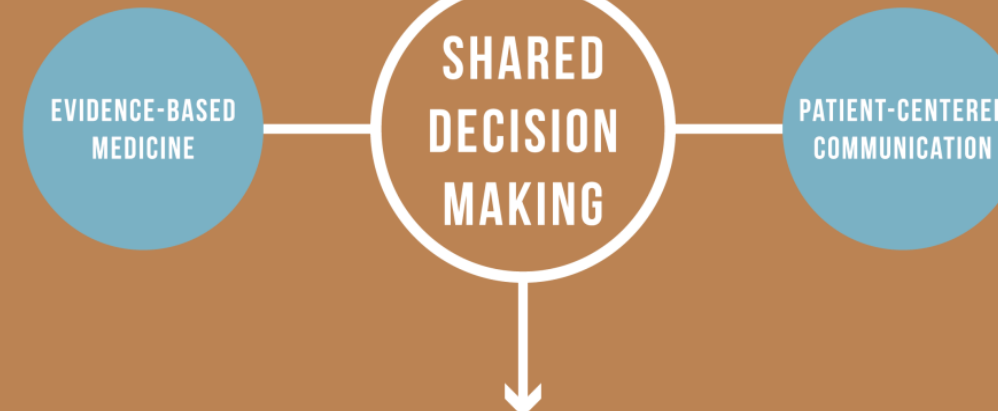 EVIDENCE-BASED
MEDICINE
SHARED
DECISION
MAKING
PATIENT-CENTERE
COMMUNICATION